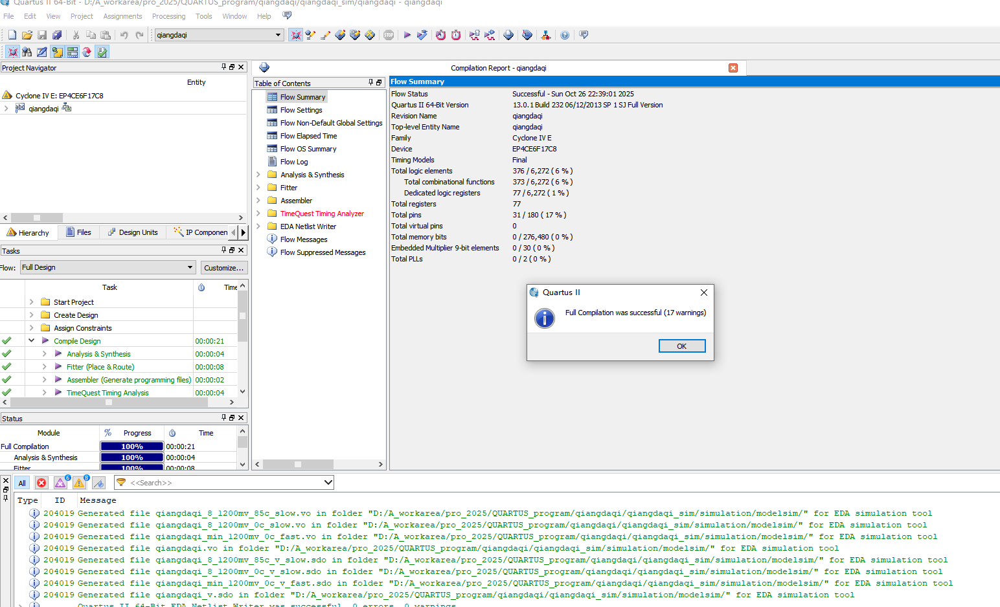 Quartus II 64-Bit - D:/A_workarea/pro_2025/QUARTUS_program/qiangdaqi/qiangdaqi_sim/qiangdaqi - qiangdaqi
File Edit View Project Assignments Processing Tools Window Help
qiangdaqi
STOP
Project Navigator
Entity
Cyclone IV E: EP4CE6F17C8
abc qiangdaqi
Hierarchy Files Design Units IP Componen
Tasks
Flow: Full Design Customize...
Task Time
Start Project
Create Design
Assign Constraints
Compile Design 00:00:21
Analysis & Synthesis 00:00:04
Fitter (Place & Route) 00:00:08
Assembler (Generate programming files) 00:00:02
TimeQuest Timing Analysis 00:00:04
Status
Module % Progress Time
Full Compilation 100% 00:00:21
Analysis & Synthesis 100% 00:00:04
Fitter 100% 00:00:08
Compilation Report - qiangdaqi
Table of Contents
Flow Summary
Flow Settings
Flow Non-Default Global Settings
Flow Elapsed Time
Flow OS Summary
Flow Log
Analysis & Synthesis
Fitter
Assembler
TimeQuest Timing Analyzer
EDA Netlist Writer
Flow Messages
Flow Suppressed Messages
Flow Summary
Flow Status Successful - Sun Oct 26 22:39:01 2025
Quartus II 64-Bit Version 13.0.1 Build 232 06/12/2013 SP 1 SJ Full Version
Revision Name qiangdaqi
Top-level Entity Name qiangdaqi
Family Cyclone IV E
Device EP4CE6F17C8
Timing Models Final
Total logic elements 376 / 6,272 ( 6 % )
Total combinational functions 373 / 6,272 ( 6 % )
Dedicated logic registers 77 / 6,272 ( 1 % )
Total registers 77
Total pins 31 / 180 ( 17 % )
Total virtual pins 0
Total memory bits 0 / 276,480 ( 0 % )
Embedded Multiplier 9-bit elements 0 / 30 ( 0 % )
Total PLLs 0 / 2 ( 0 % )
Quartus II
Full Compilation was successful (17 warnings)
OK
All 6 8 <<Search>>
Type ID Message
204019 Generated file qiangdaqi_8_1200mv_85c_slow.vo in folder "D:/A_workarea/pro_2025/QUARTUS_program/qiangdaqi/qiangdaqi_sim/simulation/modelsim/" for EDA simulation tool
204019 Generated file qiangdaqi_8_1200mv_0c_slow.vo in folder "D:/A_workarea/pro_2025/QUARTUS_program/qiangdaqi/qiangdaqi_sim/simulation/modelsim/" for EDA simulation tool
204019 Generated file qiangdaqi_min_1200mv_0c_fast.vo in folder "D:/A_workarea/pro_2025/QUARTUS_program/qiangdaqi/qiangdaqi_sim/simulation/modelsim/" for EDA simulation tool
204019 Generated file qiangdaqi.vo in folder "D:/A_workarea/pro_2025/QUARTUS_program/qiangdaqi/qiangdaqi_sim/simulation/modelsim/" for EDA simulation tool
204019 Generated file qiangdaqi_8_1200mv_85c_v_slow.sdo in folder "D:/A_workarea/pro_2025/QUARTUS_program/qiangdaqi/qiangdaqi_sim/simulation/modelsim/" for EDA simulation tool
204019 Generated file qiangdaqi_8_1200mv_0c_v_slow.sdo in folder "D:/A_workarea/pro_2025/QUARTUS_program/qiangdaqi/qiangdaqi_sim/simulation/modelsim/" for EDA simulation tool
204019 Generated file qiangdaqi_min_1200mv_0c_v_fast.sdo in folder "D:/A_workarea/pro_2025/QUARTUS_program/qiangdaqi/qiangdaqi_sim/simulation/modelsim/" for EDA simulation tool
204019 Generated file qiangdaqi_v.sdo in folder "D:/A_workarea/pro_2025/QUARTUS_program/qiangdaqi/qiangdaqi_sim/simulation/modelsim/" for EDA simulation tool
Quartus II 64-Bit EDA Netlist Writer was successful. 0 errors, 0 warnings